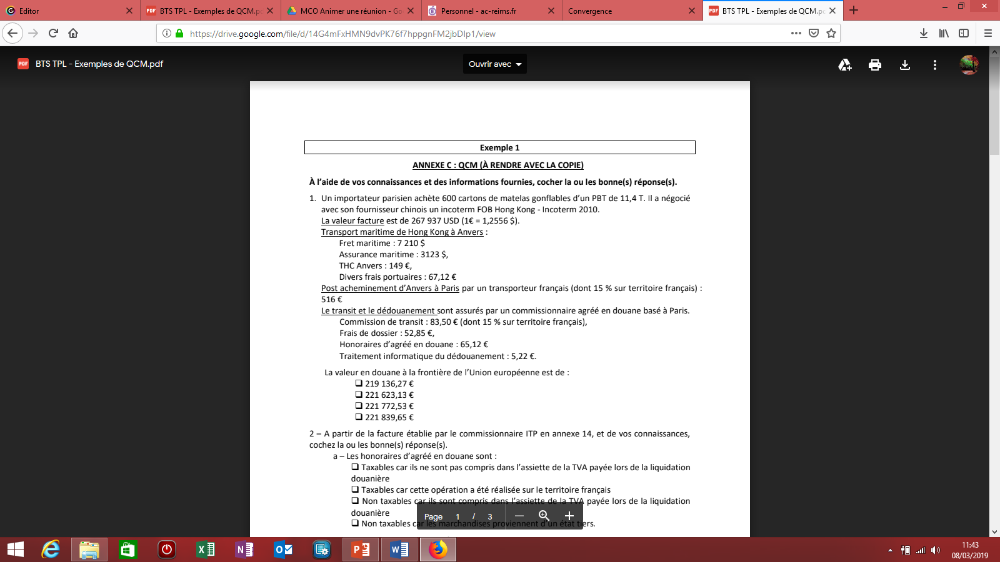 Editor
BTS TPL - Exemples de QCM.p
MCO Animer une réunion - Go
Personnel - ac-reims.fr
Convergence
BTS TPL - Exemples de QCM.p
https://drive.google.com/file/d/14G4mFxHMN9dvPK76f7hppgnFM2jbDIp1/view
PDF BTS TPL - Exemples de QCM.pdf
Ouvrir avec
Exemple 1
ANNEXE C : QCM (À RENDRE AVEC LA COPIE)
À l'aide de vos connaissances et des informations fournies, cocher la ou les bonne(s) réponse(s).
1. Un importateur parisien achète 600 cartons de matelas gonflables d'un PBT de 11,4 T. Il a négocié
avec son fournisseur chinois un incoterm FOB Hong Kong - Incoterm 2010.
La valeur facture est de 267 937 USD (1€ = 1,2556 $).
Transport maritime de Hong Kong à Anvers :
Fret maritime : 7 210 $
Assurance maritime : 3123 $,
THC Anvers : 149 €,
Divers frais portuaires : 67,12 €
Post acheminement d'Anvers à Paris par un transporteur français (dont 15 % sur territoire français) :
516 €
Le transit et le dédouanement sont assurés par un commissionnaire agréé en douane basé à Paris.
Commission de transit : 83,50 € (dont 15 % sur territoire français),
Frais de dossier : 52,85 €,
Honoraires d'agréé en douane : 65,12 €
Traitement informatique du dédouanement : 5,22 €.
La valeur en douane à la frontière de l'Union européenne est de :
❑ 219 136,27 €
❑ 221 623,13 €
❑ 221 772,53 €
❑ 221 839,65 €
2 – A partir de la facture établie par le commissionnaire ITP en annexe 14, et de vos connaissances,
cochez la ou les bonne(s) réponse(s).
a – Les honoraires d'agréé en douane sont :
❑ Taxables car ils ne sont pas compris dans l'assiette de la TVA payée lors de la liquidation
douanière
❑ Taxables car cette opération a été réalisée sur le territoire français
❑ Non taxables car ils sont compris dans l'assiette de la TVA payée lors de la liquidation
douanière
❑ Non taxables car les marchandises proviennent d'un état tiers.
Page 1 / 3
11:43
08/03/2019